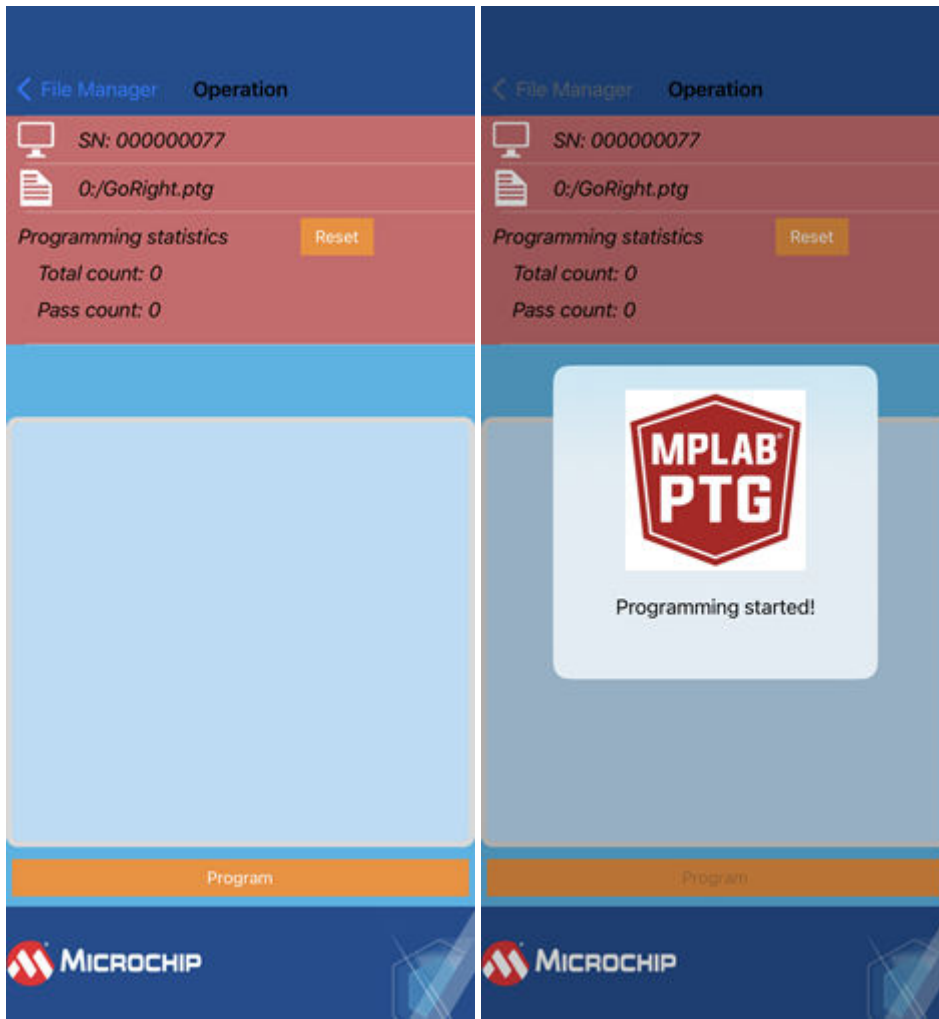 File Manager Operation
SN: 000000077
0:/GoRight.ptg
Programming statistics Reset
Total count: 0
Pass count: 0
Program
MICROCHIP
File Manager Operation
SN: 000000077
0:/GoRight.ptg
Programming statistics Reset
Total count: 0
Pass count: 0
MPLAB®
PTG
Programming started!
Program
MICROCHIP